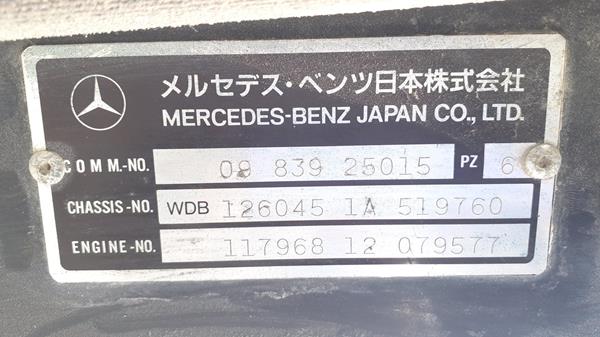 メルセデス・ベンツ日本株式会社
MERCEDES-BENZ JAPAN CO., LTD.
COMM.-NO. 09 839 25015 PZ 6
CHASSIS-NO. WDB 126045 1A 519760
ENGINE-NO. 117968 12 079577